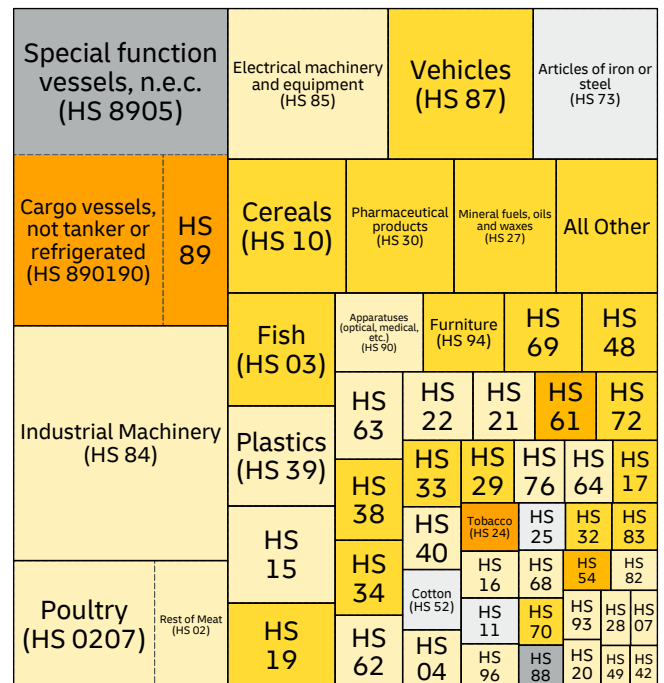 Special function
vessels, n.e.c.
(HS 8905)
Electrical machinery
and equipment
(HS 85)
Vehicles
(HS 87)
Articles of iron or
steel
(HS 73)
Cargo vessels,
not tanker or
refrigerated
(HS 890190)
HS
89
Cereals
(HS 10)
Pharmaceutical
products
(HS 30)
Mineral fuels, oils
and waxes
(HS 27)
All Other
Fish
(HS 03)
Apparatuses
(optical, medical,
etc.)
(HS 90)
Furniture
(HS 94)
HS
69
HS
48
Industrial Machinery
(HS 84)
Plastics
(HS 39)
HS
63
HS
22
HS
21
HS
61
HS
72
HS
38
HS
33
HS
29
HS
76
HS
64
HS
17
HS
15
HS
34
HS
40
Tobacco
(HS 24)
HS
25
HS
32
HS
83
HS
16
HS
68
HS
54
HS
82
Poultry
(HS 0207)
Rest of Meat
(HS 02)
HS
19
HS
62
Cotton
(HS 52)
HS
11
HS
70
HS
93
HS
28
HS
07
HS
04
HS
96
HS
88
HS
20
HS
49
HS
42